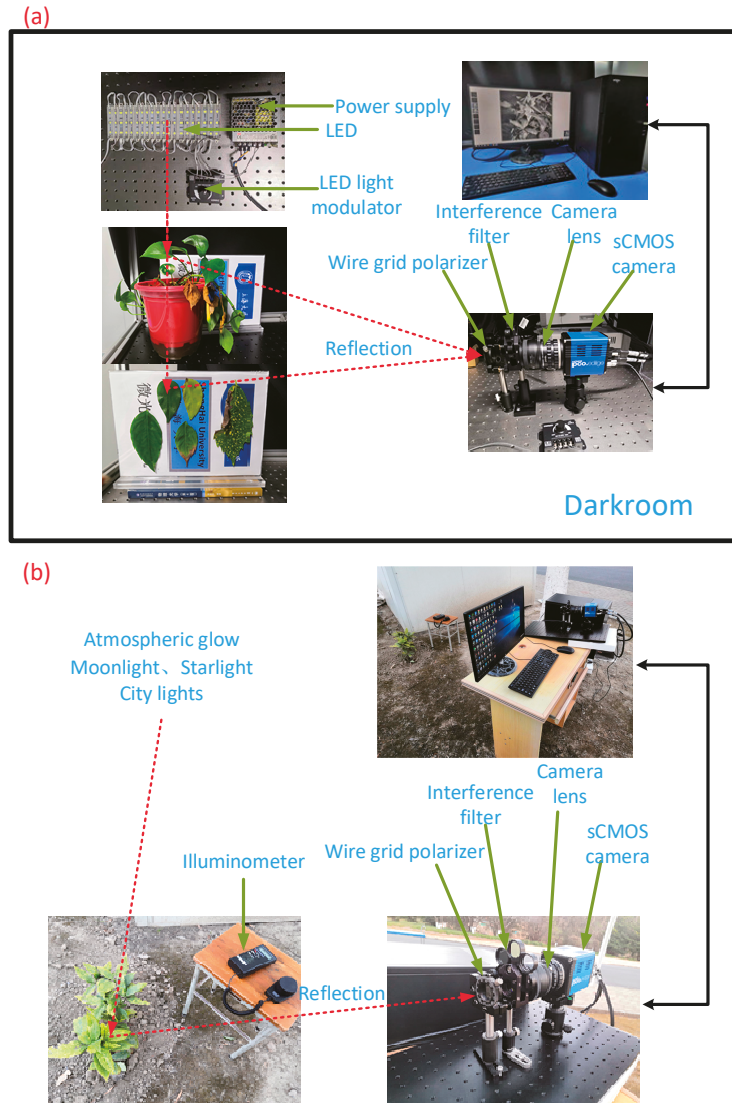 (a)
Power supply
LED
LED light
modulator
Interference
filter
Camera
lens
Wire grid polarizer
sCMOS
camera
Reflection
Darkroom
(b)
Atmospheric glow
Moonlight、Starlight
City lights
Camera
lens
Interference
filter
sCMOS
camera
Wire grid polarizer
Illuminometer
Reflection